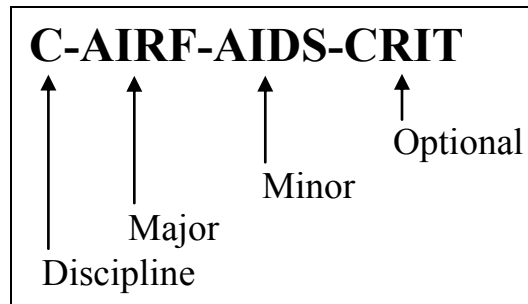 C-AIRF-AIDS-CRIT
Optional
Minor
Major
Discipline